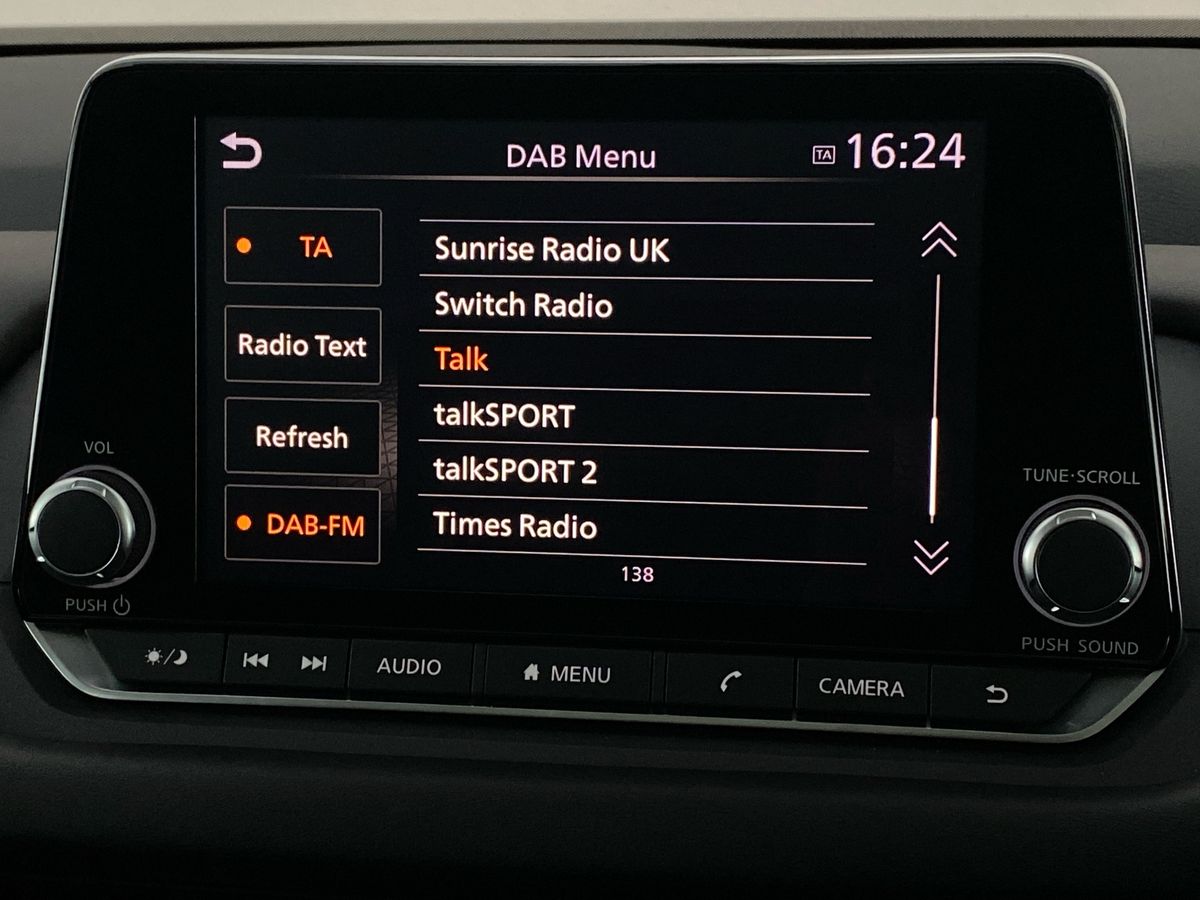 DAB Menu
TA 16:24
TA
Radio Text
Refresh
DAB-FM
Sunrise Radio UK
Switch Radio
Talk
talkSPORT
talkSPORT 2
Times Radio
138
VOL
PUSH
TUNE·SCROLL
PUSH SOUND
AUDIO
MENU
CAMERA